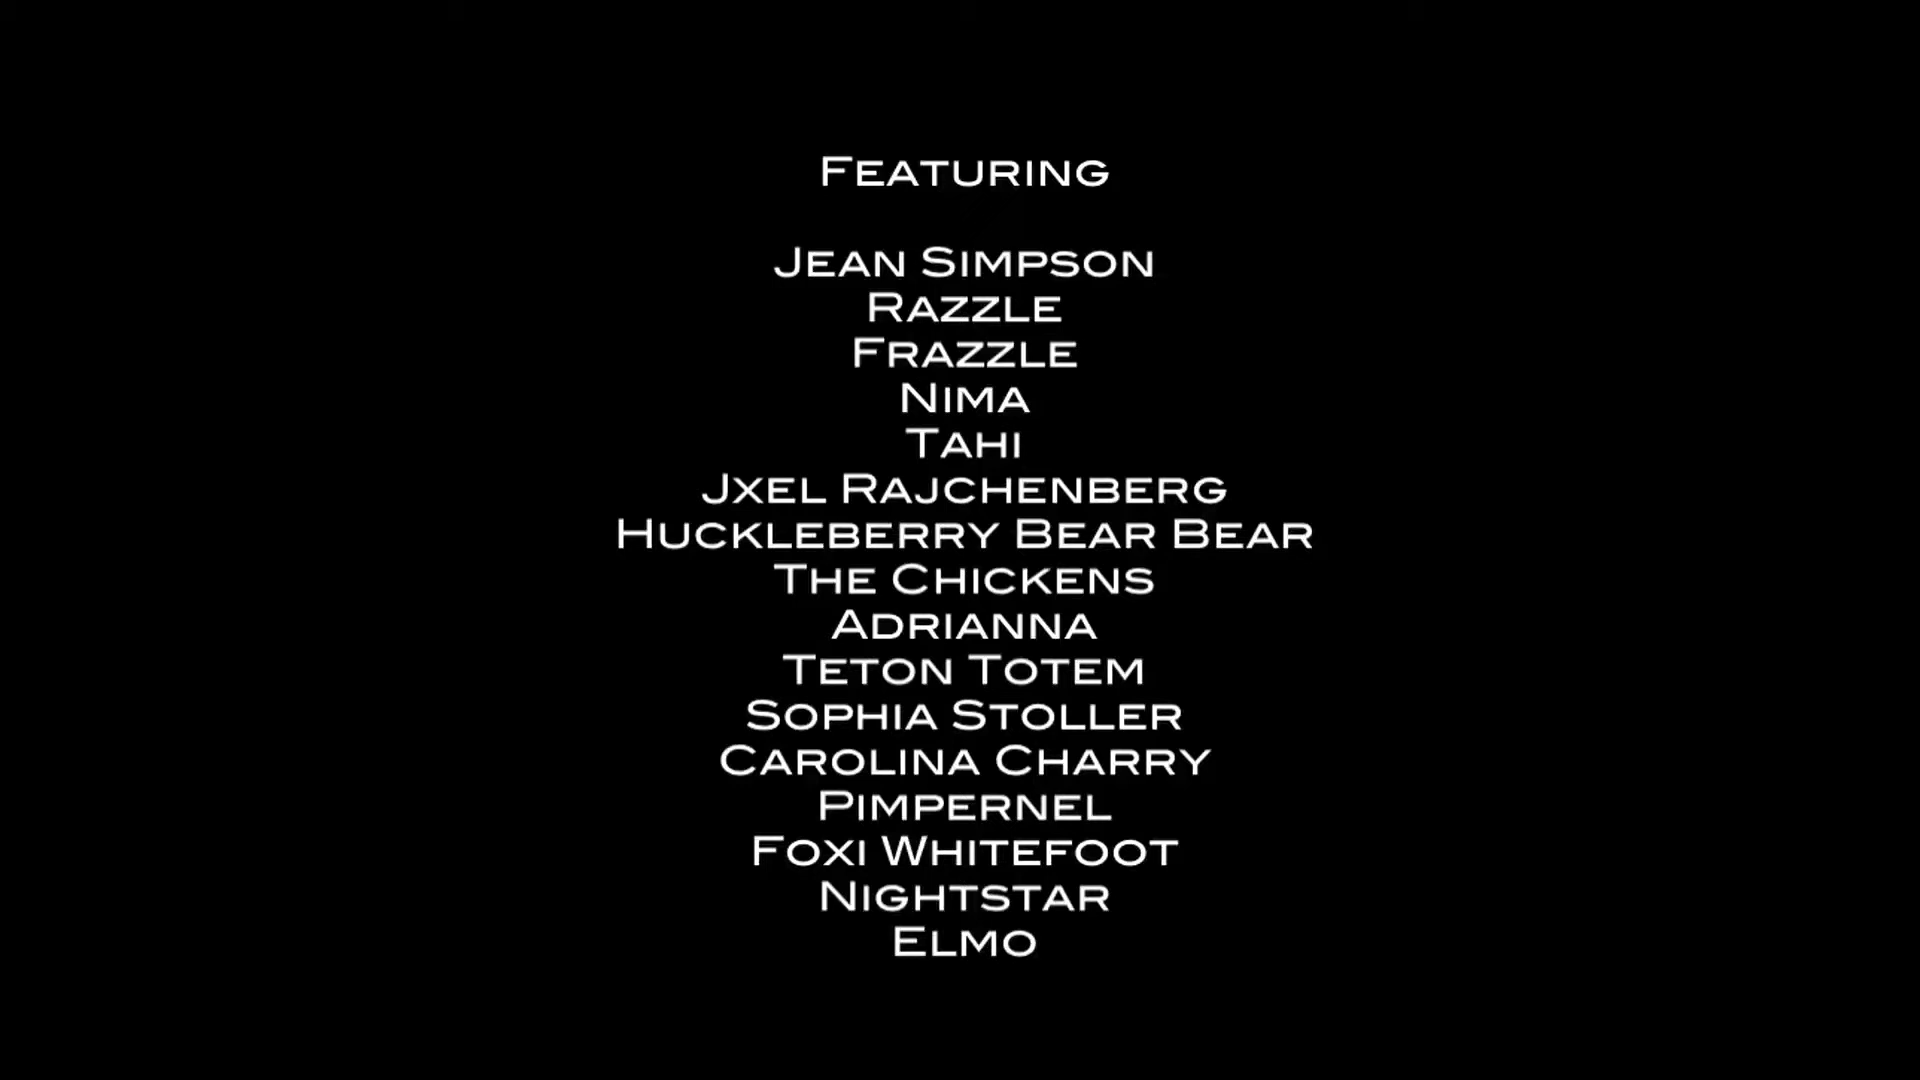 Featuring
Jean Simpson
Razzle
Frazzle
Nima
Tahi
Jxel Rajchenberg
Huckleberry Bear Bear
The Chickens
Adrianna
Teton Totem
Sophia Stoller
Carolina Charry
Pimpernel
Foxi Whitefoot
Nightstar
Elmo